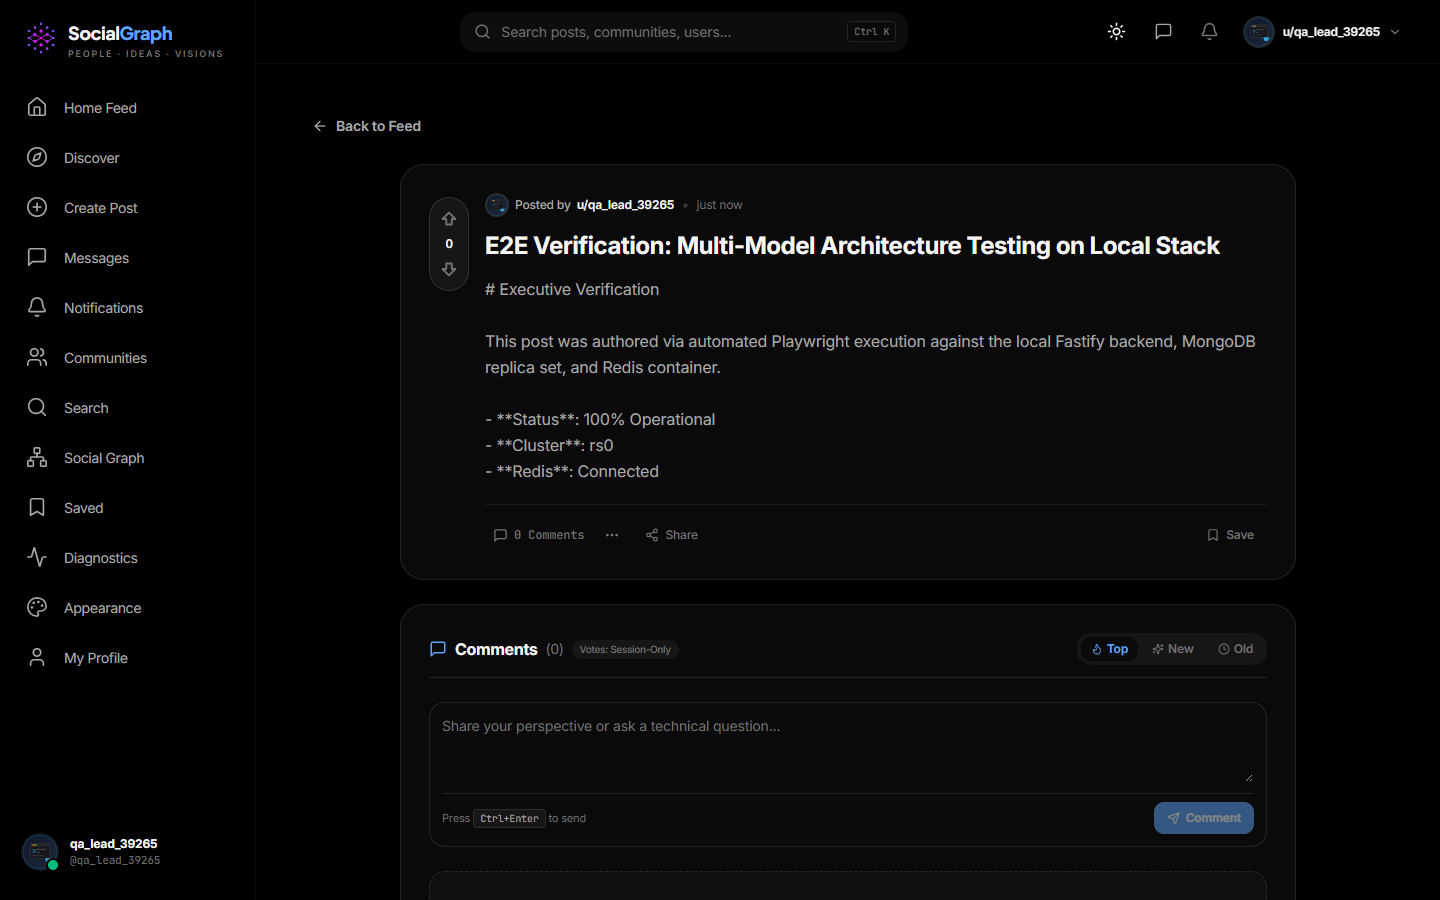 SocialGraph
PEOPLE · IDEAS · VISIONS
Search posts, communities, users...
Ctrl K
u/qa_lead_39265
Home Feed
Discover
Create Post
Messages
Notifications
Communities
Search
Social Graph
Saved
Diagnostics
Appearance
My Profile
qa_lead_39265
@qa_lead_39265
Back to Feed
Posted by u/qa_lead_39265 • just now
0
E2E Verification: Multi-Model Architecture Testing on Local Stack
# Executive Verification
This post was authored via automated Playwright execution against the local Fastify backend, MongoDB
replica set, and Redis container.
- **Status**: 100% Operational
- **Cluster**: rs0
- **Redis**: Connected
0 Comments
Share
Save
Comments (0) Votes: Session-Only
Top New Old
Share your perspective or ask a technical question...
Press Ctrl+Enter to send
Comment